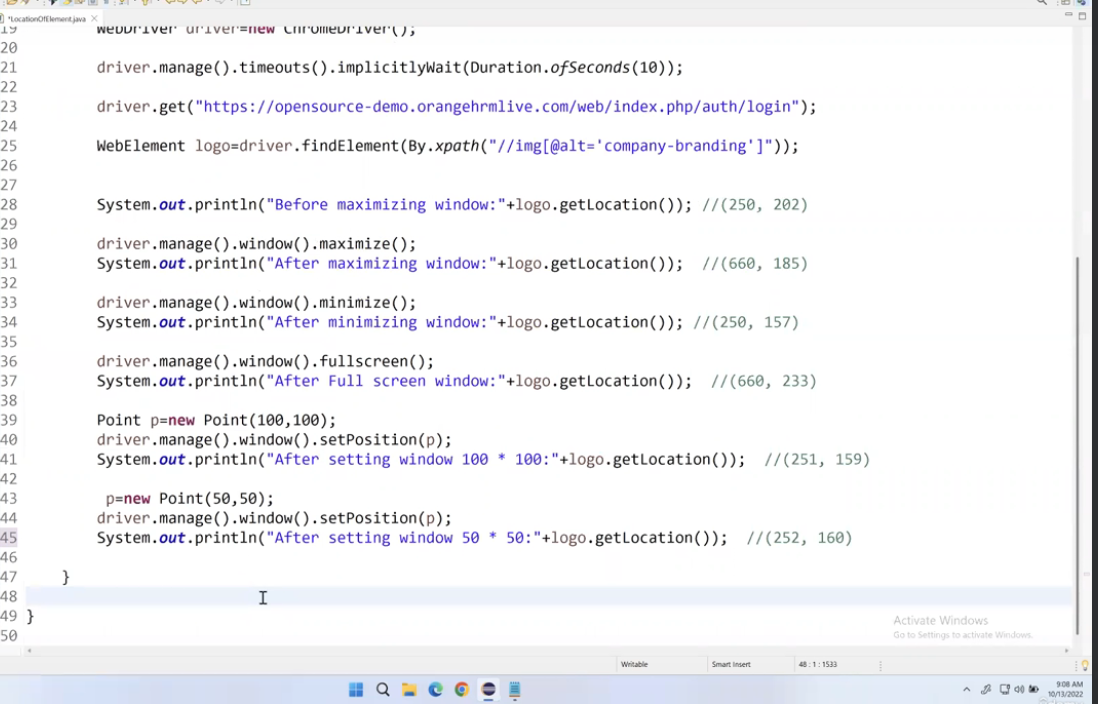 *LocationOfElement.java
19 WebDriver driver=new ChromeDriver();
20
21 driver.manage().timeouts().implicitlyWait(Duration.ofSeconds(10));
22
23 driver.get("https://opensource-demo.orangehrmlive.com/web/index.php/auth/login");
24
25 WebElement logo=driver.findElement(By.xpath("//img[@alt='company-branding']"));
26
27
28 System.out.println("Before maximizing window:"+logo.getLocation()); //(250, 202)
29
30 driver.manage().window().maximize();
31 System.out.println("After maximizing window:"+logo.getLocation());  //(660, 185)
32
33 driver.manage().window().minimize();
34 System.out.println("After minimizing window:"+logo.getLocation()); //(250, 157)
35
36 driver.manage().window().fullscreen();
37 System.out.println("After Full screen window:"+logo.getLocation());  //(660, 233)
38
39 Point p=new Point(100,100);
40 driver.manage().window().setPosition(p);
41 System.out.println("After setting window 100 * 100:"+logo.getLocation());  //(251, 159)
42
43 p=new Point(50,50);
44 driver.manage().window().setPosition(p);
45 System.out.println("After setting window 50 * 50:"+logo.getLocation());  //(252, 160)
46
47 }
48
49 }
50
Activate Windows
Go to Settings to activate Windows.
Writable Smart Insert 48 : 1 : 1533
9:08 AM
10/13/2022